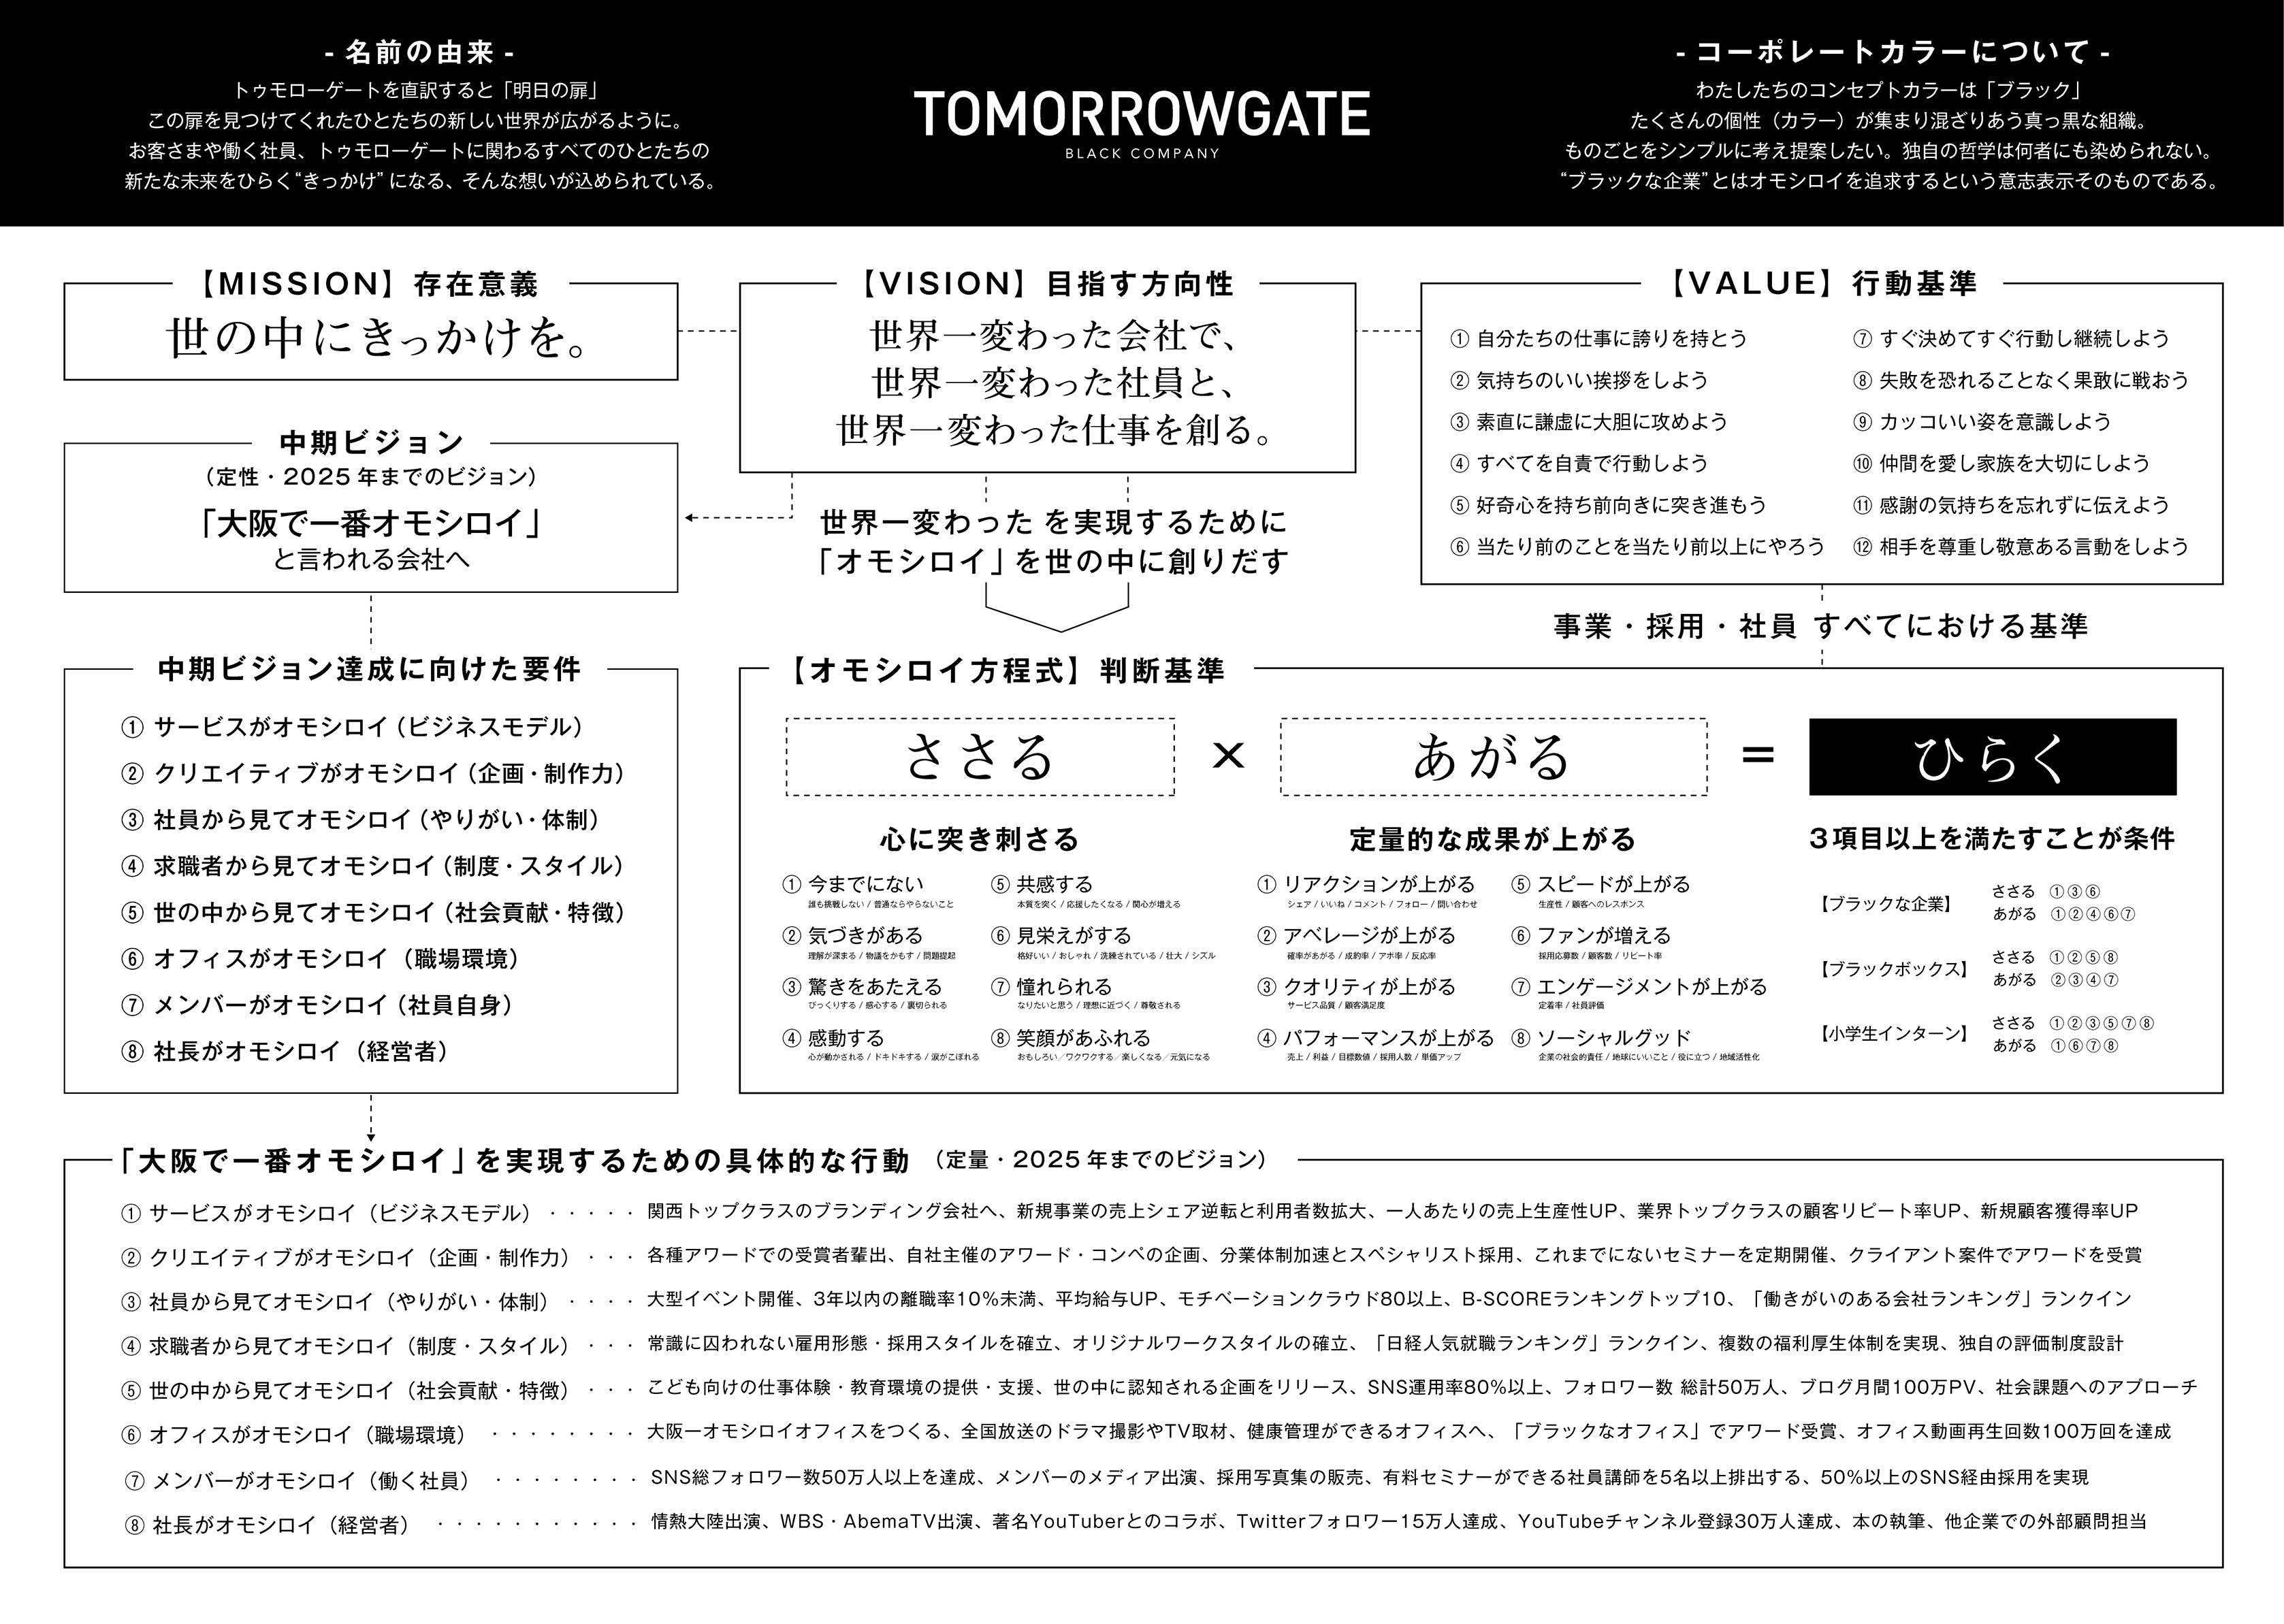 - 名前の由来 -
トゥモローゲートを直訳すると「明日の扉」
この扉を見つけてくれたひとたちの新しい世界が広がるように。
お客さまや働く社員、トゥモローゲートに関わるすべてのひとたちの
新たな未来をひらく“きっかけ” になる、そんな想いが込められている。
TOMORROWGATE
BLACK COMPANY
- コーポレートカラーについて -
わたしたちのコンセプトカラーは「ブラック」
たくさんの個性（カラー）が集まり混ざりあう真っ黒な組織。
ものごとをシンプルに考え提案したい。独自の哲学は何者にも染められない。
“ブラックな企業”とはオモシロイを追求するという意志表示そのものである。
【MISSION】存在意義
世の中にきっかけを。
【VISION】目指す方向性
世界一変わった会社で、
世界一変わった社員と、
世界一変わった仕事を創る。
【VALUE】行動基準
① 自分たちの仕事に誇りを持とう
② 気持ちのいい挨拶をしよう
③ 素直に謙虚に大胆に攻めよう
④ すべてを自責で行動しよう
⑤ 好奇心を持ち前向きに突き進もう
⑥ 当たり前のことを当たり前以上にやろう
⑦ すぐ決めてすぐ行動し継続しよう
⑧ 失敗を恐れることなく果敢に戦おう
⑨ カッコいい姿を意識しよう
⑩ 仲間を愛し家族を大切にしよう
⑪ 感謝の気持ちを忘れずに伝えよう
⑫ 相手を尊重し敬意ある言動をしよう
中期ビジョン
（定性・2025 年までのビジョン）
「大阪で一番オモシロイ」
と言われる会社へ
世界一変わった を実現するために
「オモシロイ」を世の中に創りだす
事業・採用・社員 すべてにおける基準
中期ビジョン達成に向けた要件
① サービスがオモシロイ（ビジネスモデル）
② クリエイティブがオモシロイ（企画・制作力）
③ 社員から見てオモシロイ（やりがい・体制）
④ 求職者から見てオモシロイ（制度・スタイル）
⑤ 世の中から見てオモシロイ（社会貢献・特徴）
⑥ オフィスがオモシロイ（職場環境）
⑦ メンバーがオモシロイ（社員自身）
⑧ 社長がオモシロイ（経営者）
【オモシロイ方程式】判断基準
ささる × あがる = ひらく
心に突き刺さる
① 今までにない
誰も挑戦しない / 普通ならやらないこと
② 気づきがある
理解が深まる / 物議をかもす / 問題提起
③ 驚きをあたえる
びっくりする / 感心する / 裏切られる
④ 感動する
心が動かされる / ドキドキする / 涙がこぼれる
⑤ 共感する
本質を突く / 応援したくなる / 関心が増える
⑥ 見栄えがする
格好いい / おしゃれ / 洗練されている / 壮大 / シズル
⑦ 憧れられる
なりたいと思う / 理想に近づく / 尊敬される
⑧ 笑顔があふれる
おもしろい／ワクワクする／楽しくなる／元気になる
定量的な成果が上がる
① リアクションが上がる
シェア / いいね / コメント / フォロー / 問い合わせ
② アベレージが上がる
確率があがる / 成約率 / アポ率 / 反応率
③ クオリティが上がる
サービス品質 / 顧客満足度
④ パフォーマンスが上がる
売上 / 利益 / 目標数値 / 採用人数 / 単価アップ
⑤ スピードが上がる
生産性 / 顧客へのレスポンス
⑥ ファンが増える
採用応募数 / 顧客数 / リピート率
⑦ エンゲージメントが上がる
定着率 / 社員評価
⑧ ソーシャルグッド
企業の社会的責任 / 地球にいいこと / 役に立つ / 地域活性化
3項目以上を満たすことが条件
【ブラックな企業】
ささる ①③⑥
あがる ①②④⑥⑦
【ブラックボックス】
ささる ①②⑤⑧
あがる ②③④⑦
【小学生インターン】
ささる ①②③⑤⑦⑧
あがる ①⑥⑦⑧
「大阪で一番オモシロイ」を実現するための具体的な行動 （定量・2025 年までのビジョン）
① サービスがオモシロイ（ビジネスモデル）・・・・・ 関西トップクラスのブランディング会社へ、新規事業の売上シェア逆転と利用者数拡大、一人あたりの売上生産性UP、業界トップクラスの顧客リピート率UP、新規顧客獲得率UP
② クリエイティブがオモシロイ（企画・制作力）・・・ 各種アワードでの受賞者輩出、自社主催のアワード・コンペの企画、分業体制加速とスペシャリスト採用、これまでにないセミナーを定期開催、クライアント案件でアワードを受賞
③ 社員から見てオモシロイ（やりがい・体制）・・・・ 大型イベント開催、3年以内の離職率10%未満、平均給与UP、モチベーションクラウド80以上、B-SCOREランキングトップ10、「働きがいのある会社ランキング」ランクイン
④ 求職者から見てオモシロイ（制度・スタイル）・・・ 常識に囚われない雇用形態・採用スタイルを確立、オリジナルワークスタイルの確立、「日経人気就職ランキング」ランクイン、複数の福利厚生体制を実現、独自の評価制度設計
⑤ 世の中から見てオモシロイ（社会貢献・特徴）・・・ こども向けの仕事体験・教育環境の提供・支援、世の中に認知される企画をリリース、SNS運用率80%以上、フォロワー数 総計50万人、ブログ月間100万PV、社会課題へのアプローチ
⑥ オフィスがオモシロイ（職場環境）・・・・・・・・ 大阪一オモシロイオフィスをつくる、全国放送のドラマ撮影やTV取材、健康管理ができるオフィスへ、「ブラックなオフィス」でアワード受賞、オフィス動画再生回数100万回を達成
⑦ メンバーがオモシロイ（働く社員）・・・・・・・・ SNS総フォロワー数50万人以上を達成、メンバーのメディア出演、採用写真集の販売、有料セミナーができる社員講師を5名以上排出する、50%以上のSNS経由採用を実現
⑧ 社長がオモシロイ（経営者）・・・・・・・・・・・ 情熱大陸出演、WBS・AbemaTV出演、著名YouTuberとのコラボ、Twitterフォロワー15万人達成、YouTubeチャンネル登録30万人達成、本の執筆、他企業での外部顧問担当